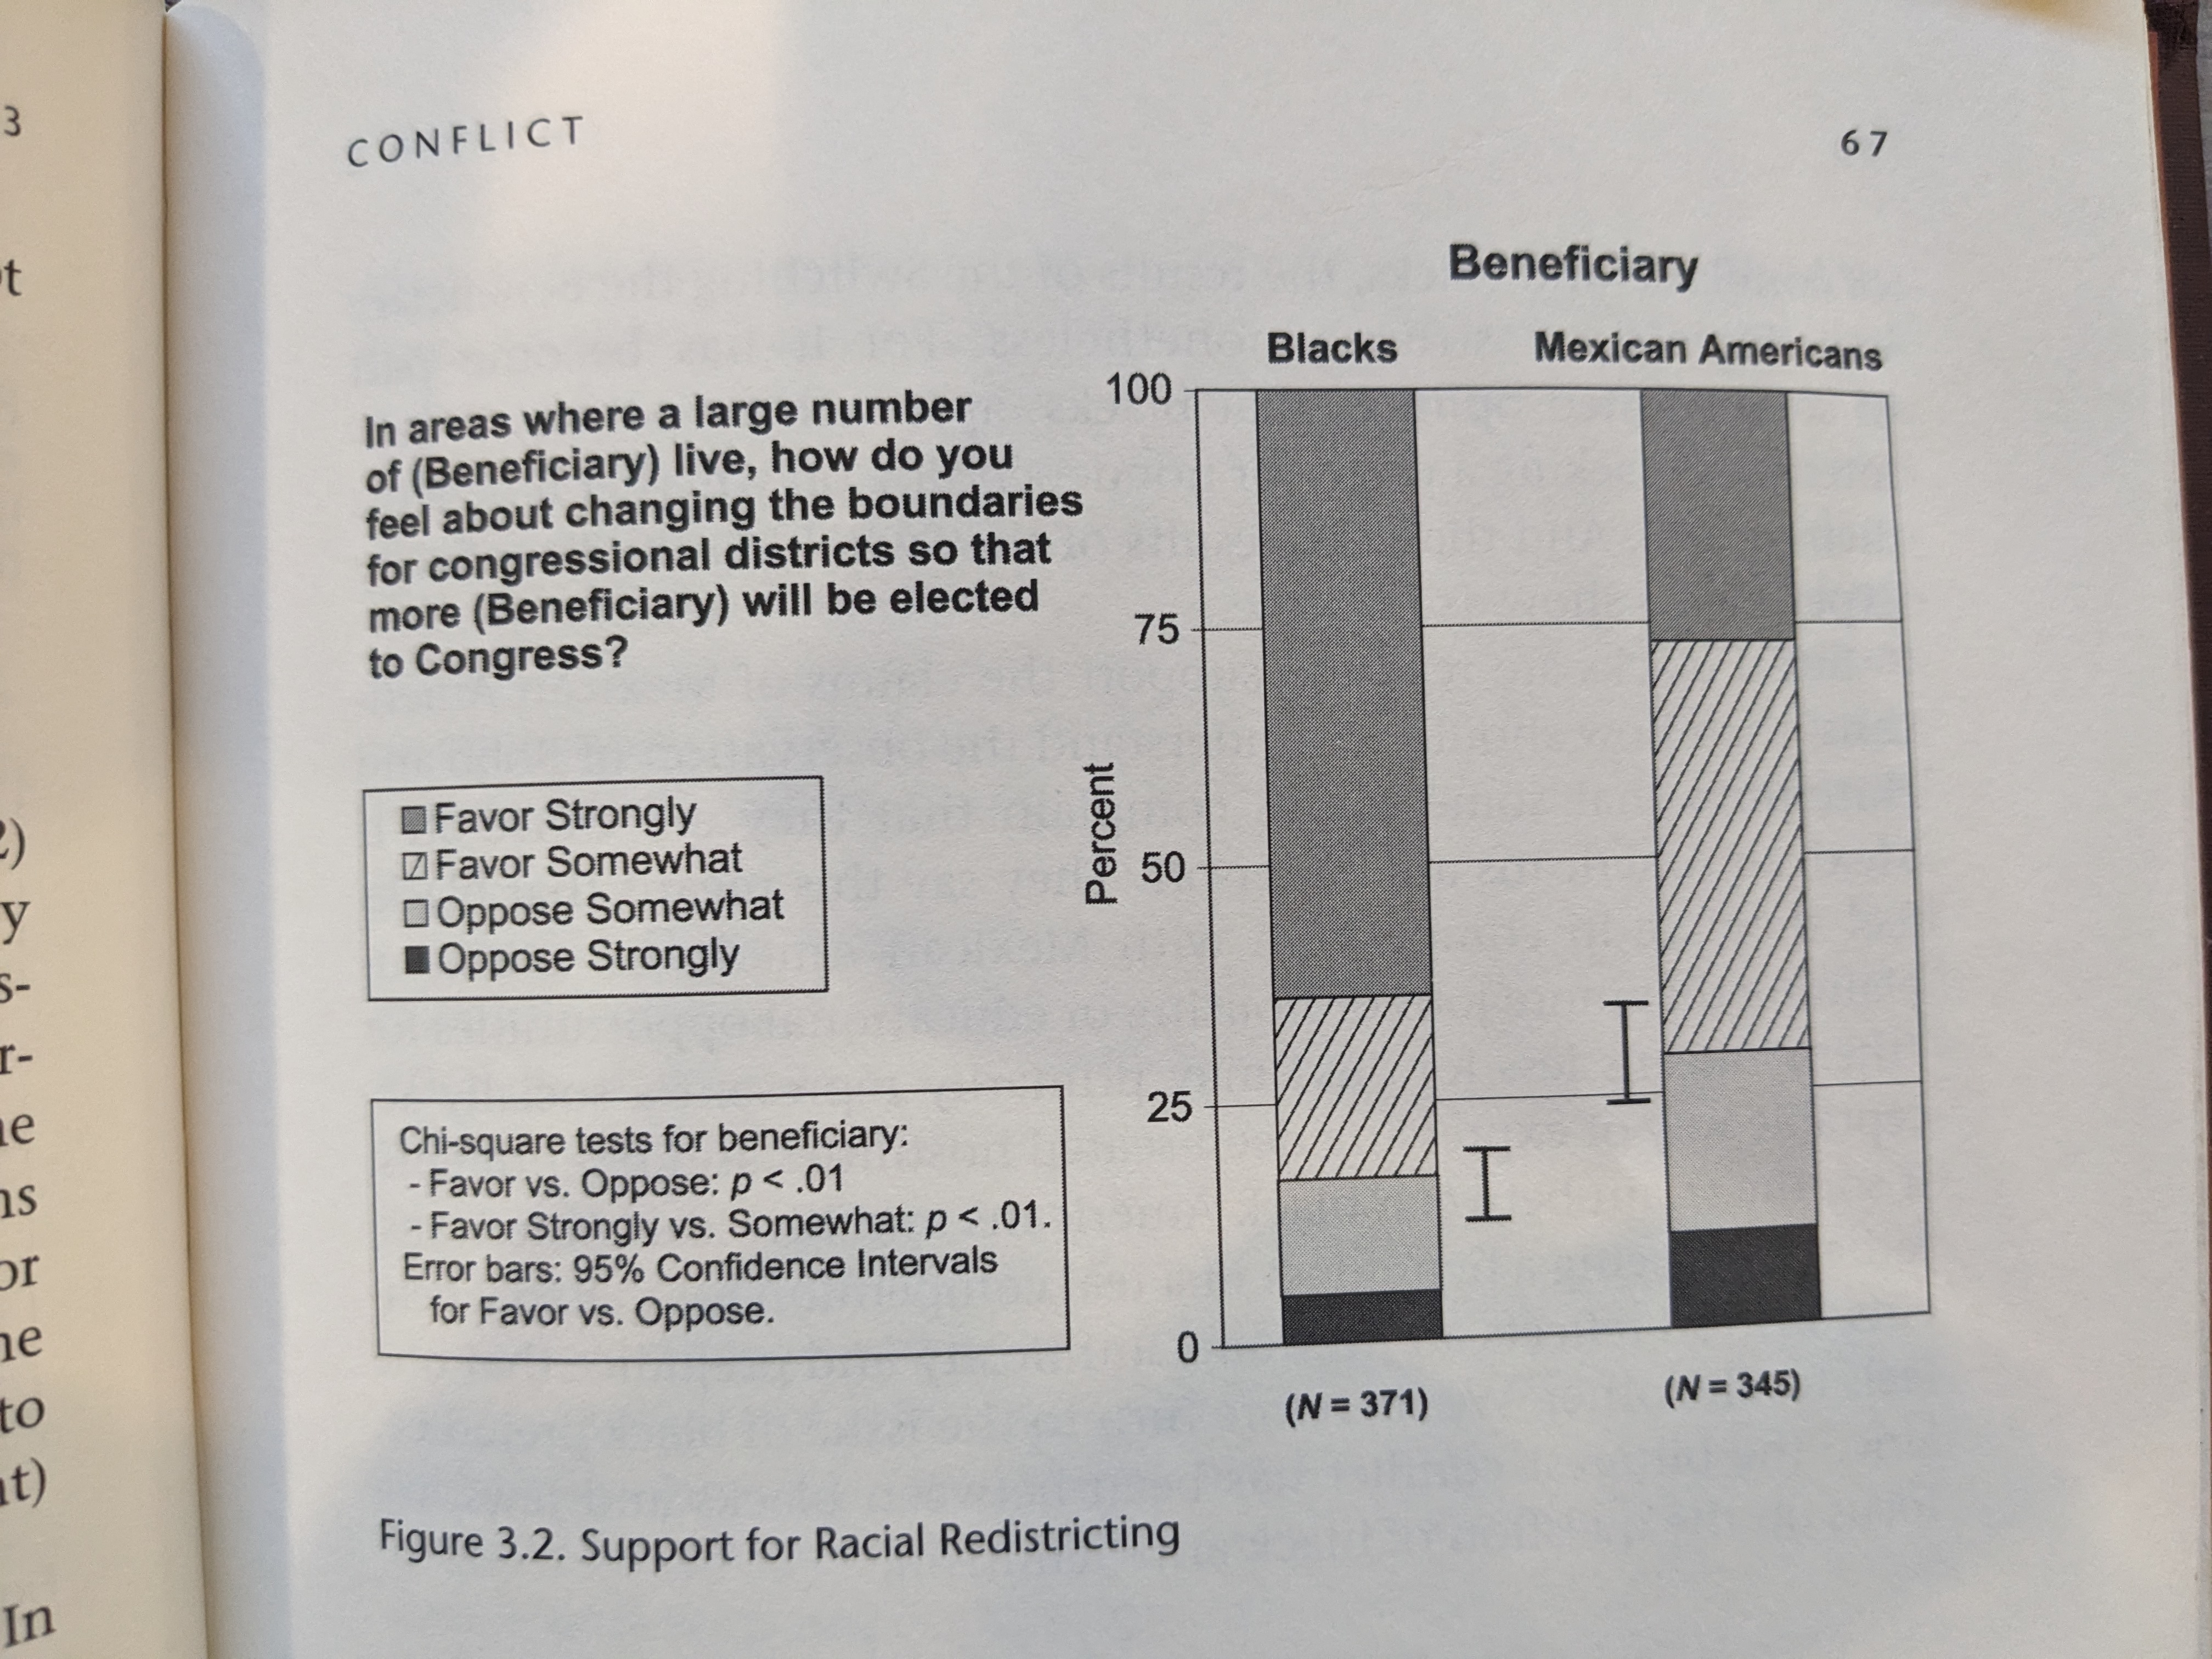 3
CONFLICT
67
Beneficiary
Blacks
Mexican Americans
In areas where a large number
of (Beneficiary) live, how do you
feel about changing the boundaries
for congressional districts so that
more (Beneficiary) will be elected
to Congress?
Favor Strongly
Favor Somewhat
Oppose Somewhat
Oppose Strongly
Chi-square tests for beneficiary:
- Favor vs. Oppose: p < .01
- Favor Strongly vs. Somewhat: p < .01.
Error bars: 95% Confidence Intervals
for Favor vs. Oppose.
Percent
100
75
50
25
0
(N = 371)
(N = 345)
Figure 3.2. Support for Racial Redistricting
to
In